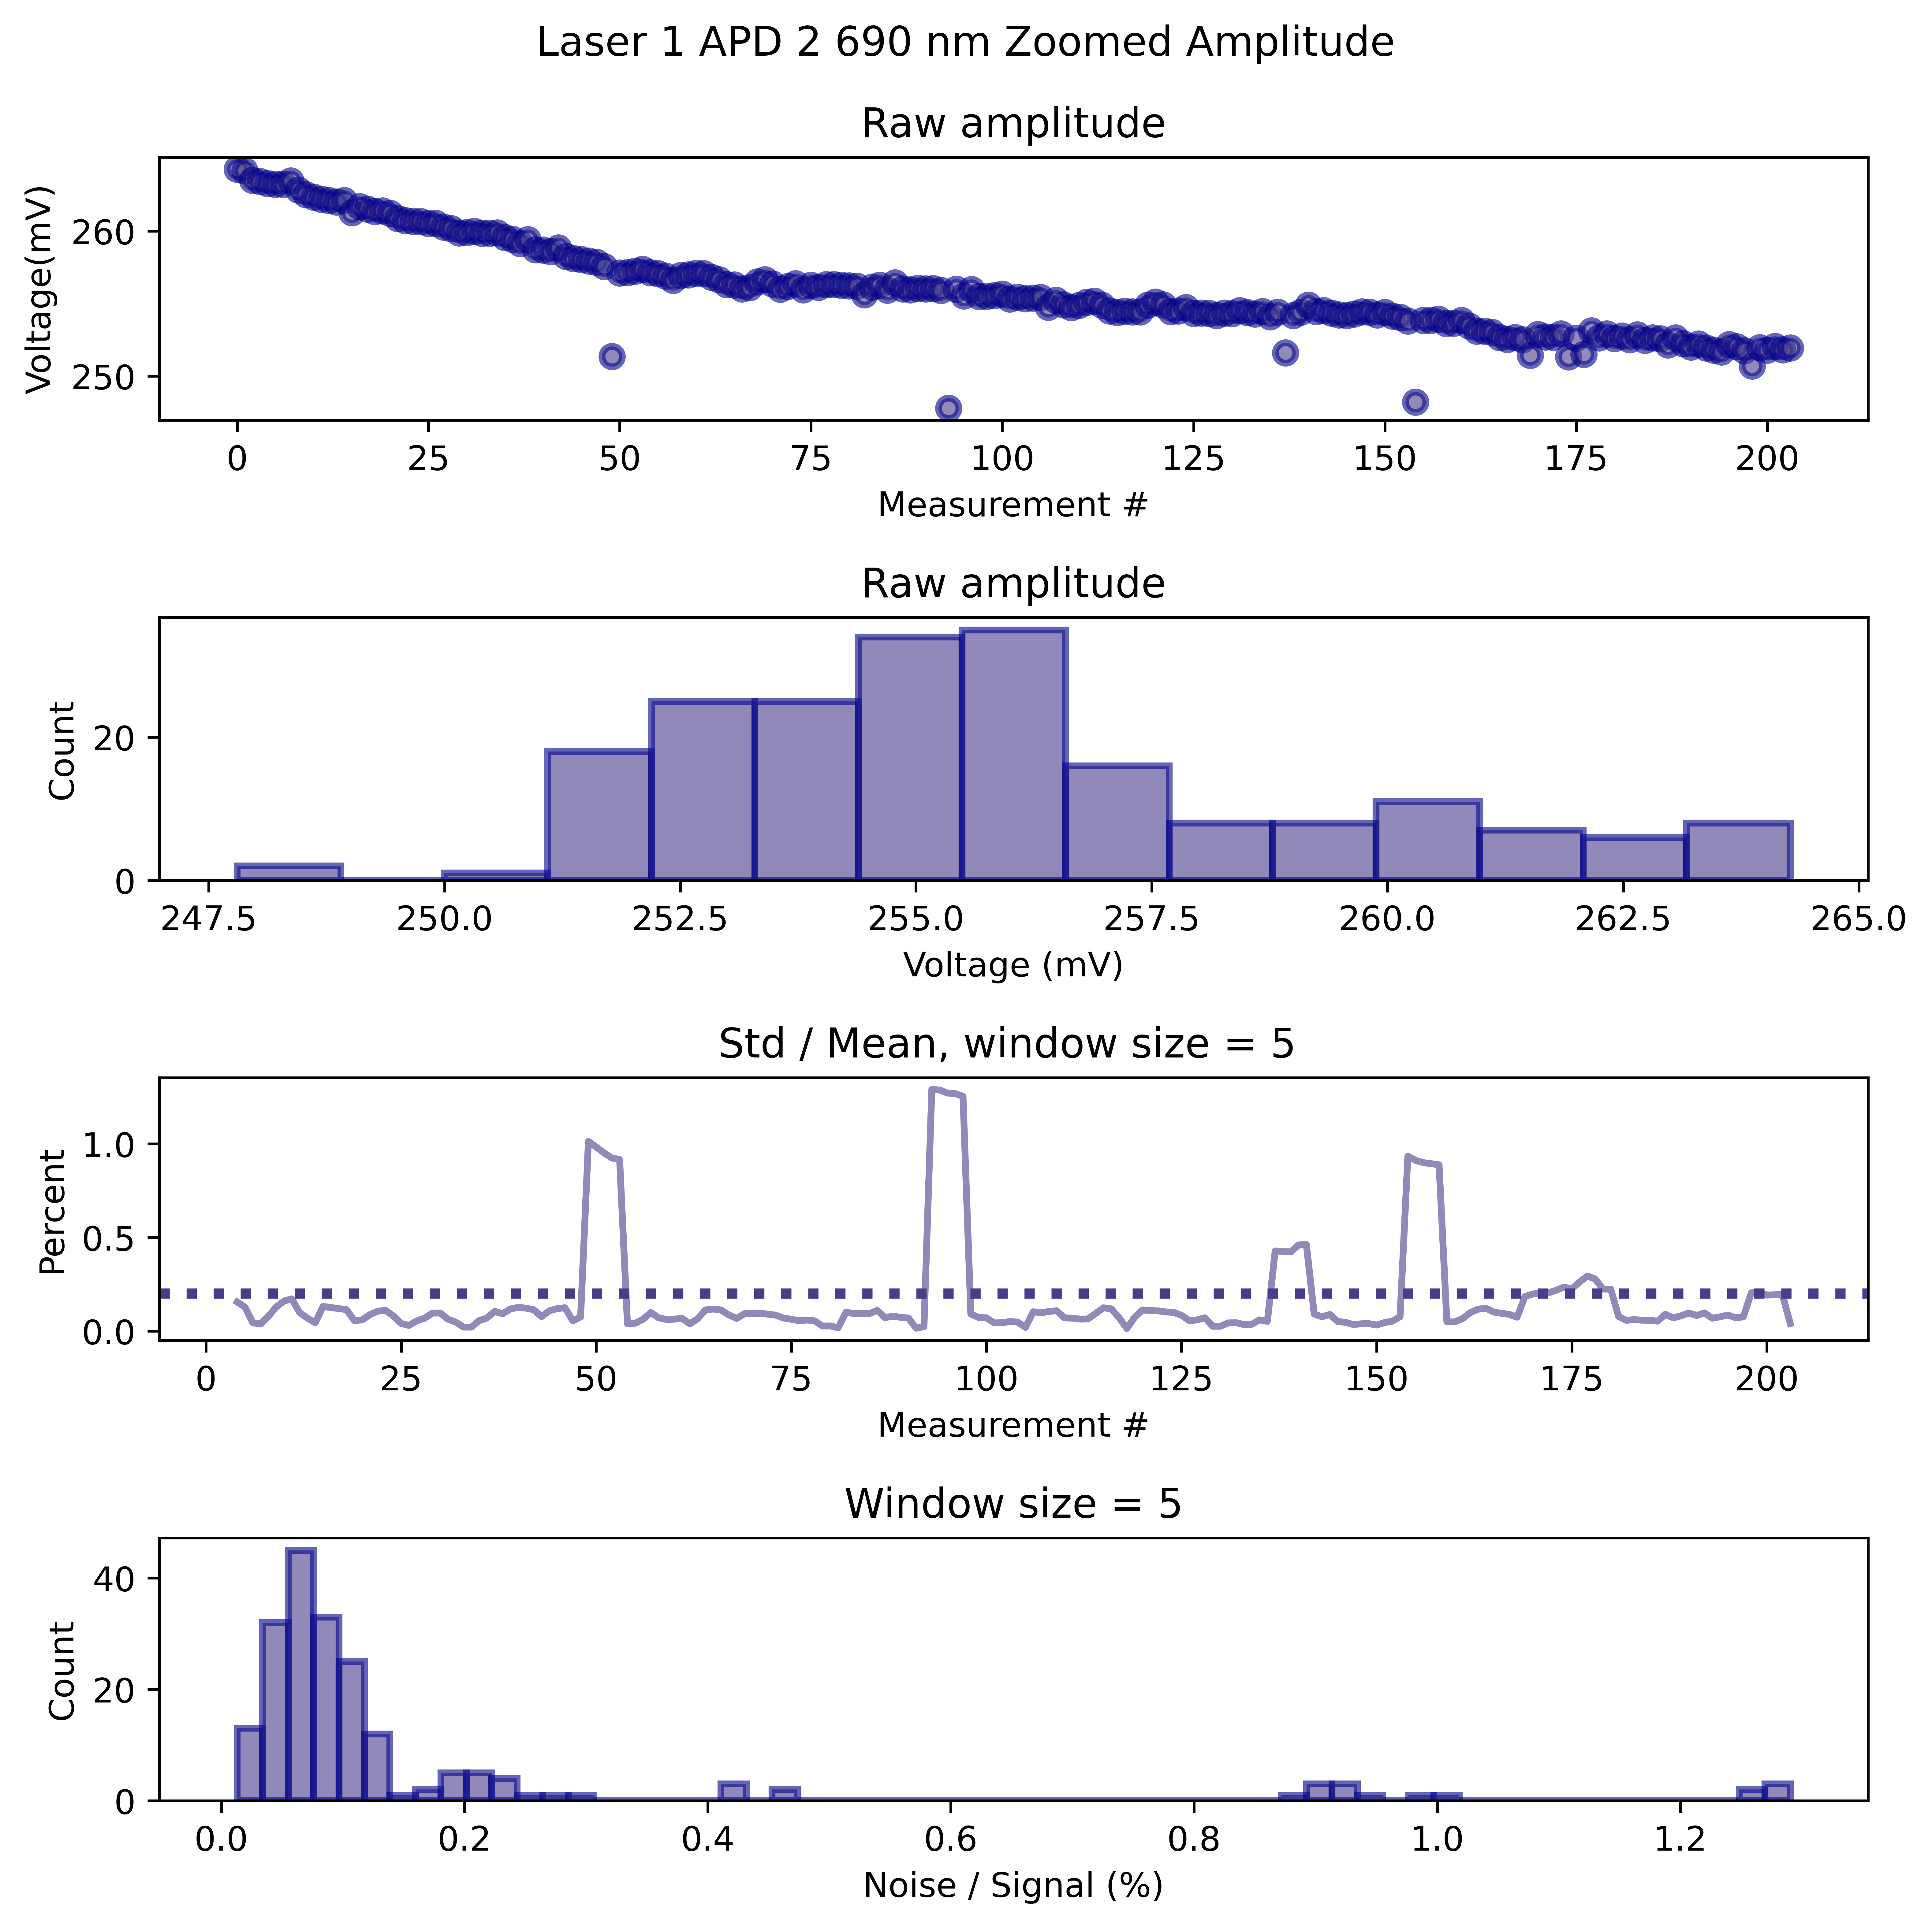 Laser 1 APD 2 690 nm Zoomed Amplitude
Raw amplitude
Voltage(mV)
260
250
0 25 50 75 100 125 150 175 200
Measurement #
Raw amplitude
Count
20
0
247.5 250.0 252.5 255.0 257.5 260.0 262.5 265.0
Voltage (mV)
Std / Mean, window size = 5
Percent
1.0
0.5
0.0
0 25 50 75 100 125 150 175 200
Measurement #
Window size = 5
Count
40
20
0
0.0 0.2 0.4 0.6 0.8 1.0 1.2
Noise / Signal (%)